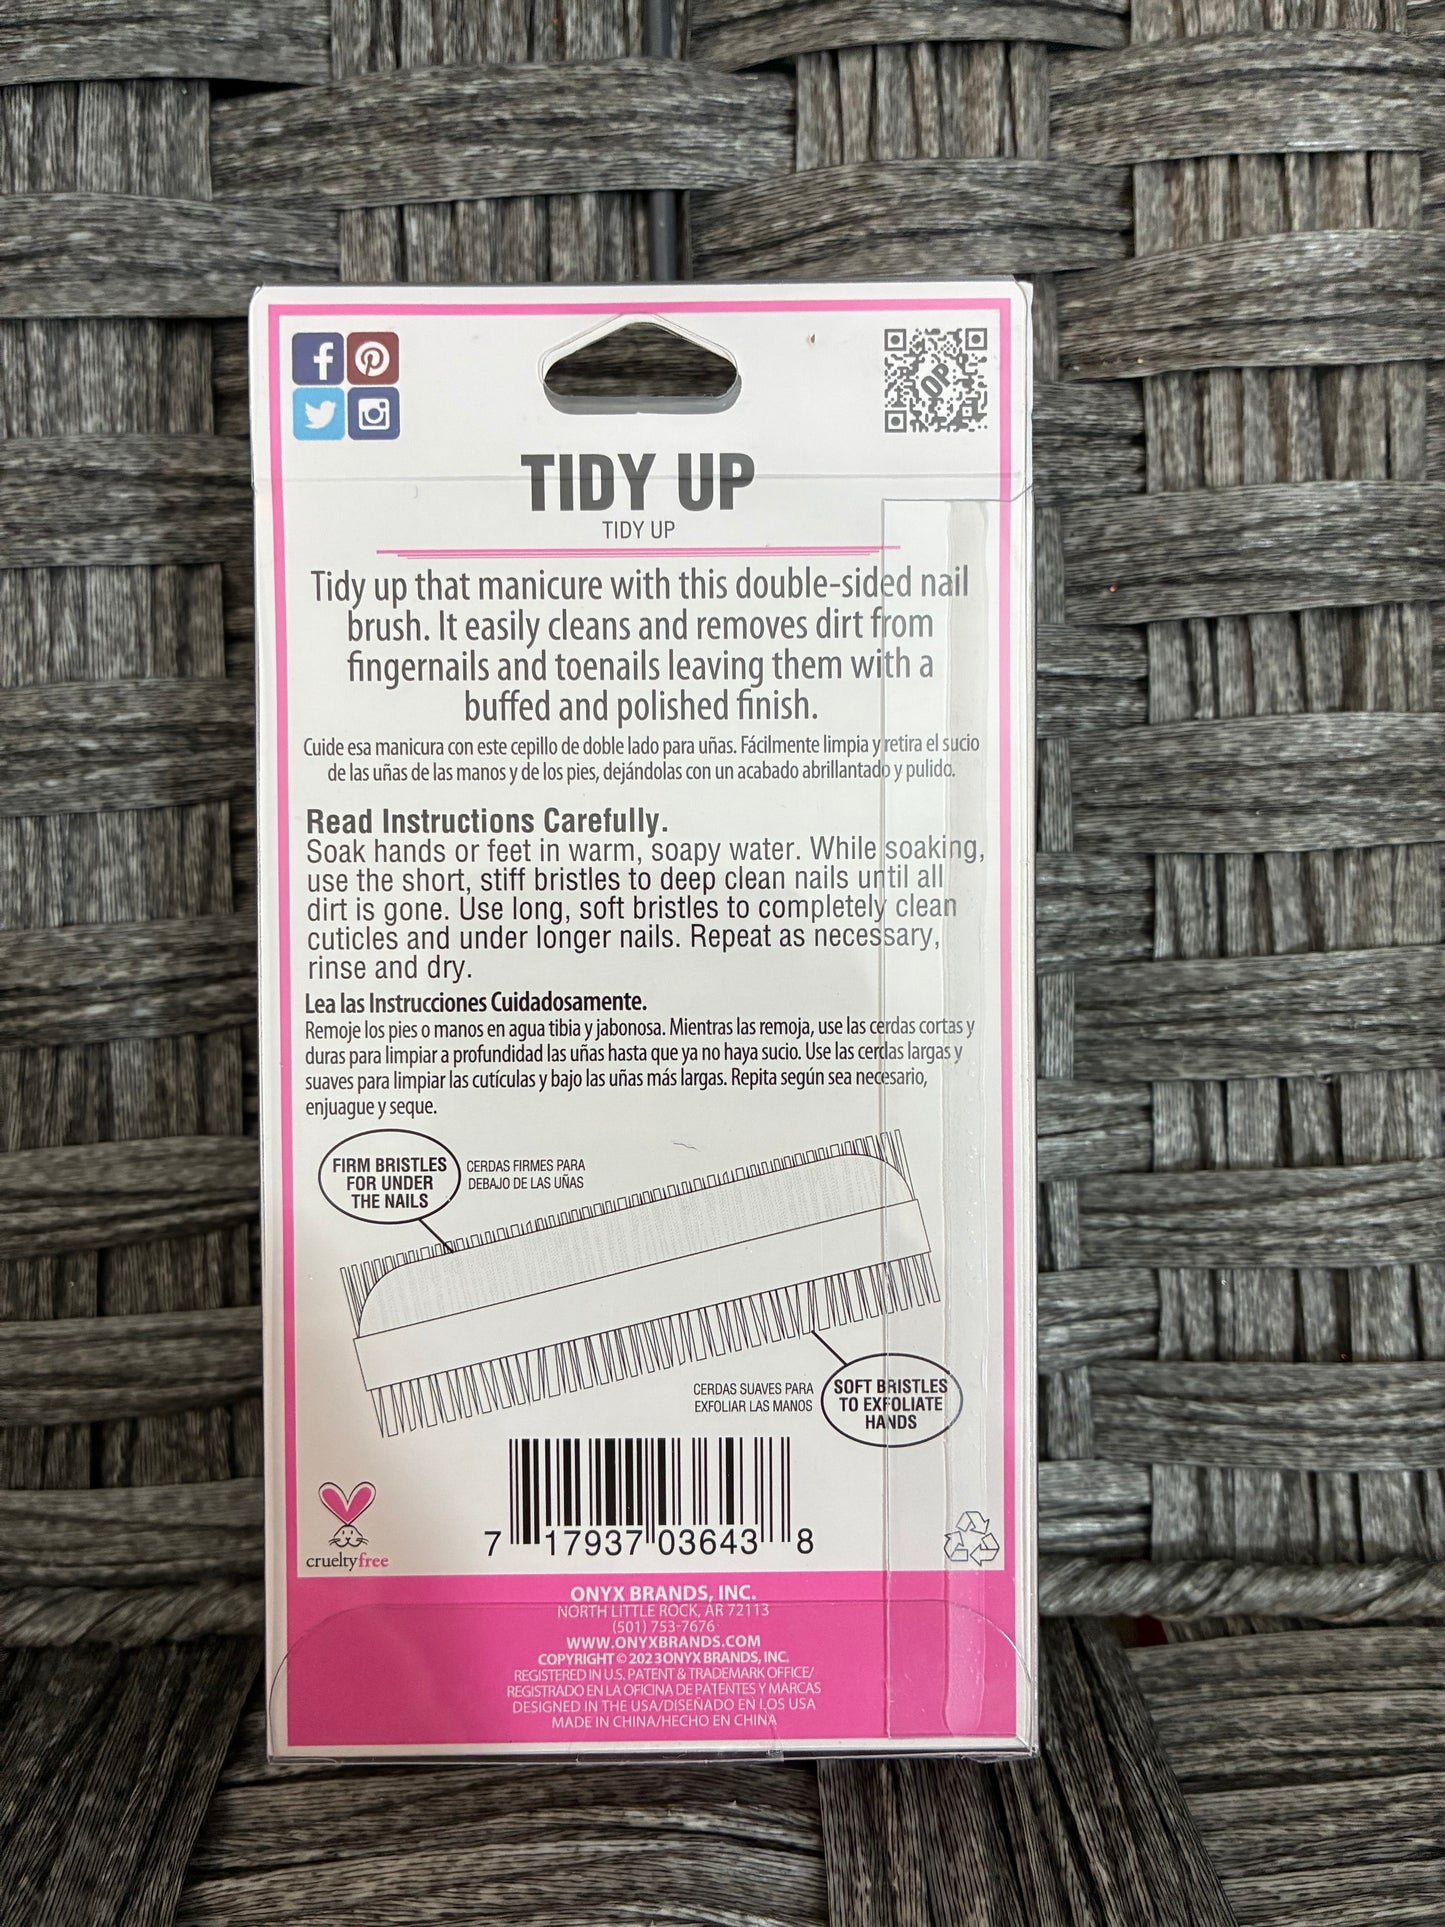 OP
TIDY UP
TIDY UP
Tidy up that manicure with this double-sided nail
brush. It easily cleans and removes dirt from
fingernails and toenails leaving them with a
buffed and polished finish.
Cuide esa manicura con este cepillo de doble lado para uñas. Fácilmente limpia y retira el sucio
de las uñas de las manos y de los pies, dejándolas con un acabado abrillantado y pulido.
Read Instructions Carefully.
Soak hands or feet in warm, soapy water. While soaking,
use the short, stiff bristles to deep clean nails until all
dirt is gone. Use long, soft bristles to completely clean
cuticles and under longer nails. Repeat as necessary,
rinse and dry.
Lea las Instrucciones Cuidadosamente.
Remoje los pies o manos en agua tibia y jabonosa. Mientras las remoja, use las cerdas cortas y
duras para limpiar a profundidad las uñas hasta que ya no haya sucio. Use las cerdas largas y
suaves para limpiar las cutículas y bajo las uñas más largas. Repita según sea necesario,
enjuague y seque.
FIRM BRISTLES
FOR UNDER
THE NAILS
CERDAS FIRMES PARA
DEBAJO DE LAS UÑAS
CERDAS SUAVES PARA
EXFOLIAR LAS MANOS
SOFT BRISTLES
TO EXFOLIATE
HANDS
crueltyfree
7 17937 03643 8
ONYX BRANDS, INC.
NORTH LITTLE ROCK, AR 72113
(501) 753-7676
WWW.ONYXBRANDS.COM
COPYRIGHT © 2023 ONYX BRANDS, INC.
REGISTERED IN U.S. PATENT & TRADEMARK OFFICE/
REGISTRADO EN LA OFICINA DE PATENTES Y MARCAS
DESIGNED IN THE USA/DISEÑADO EN LOS USA
MADE IN CHINA/HECHO EN CHINA